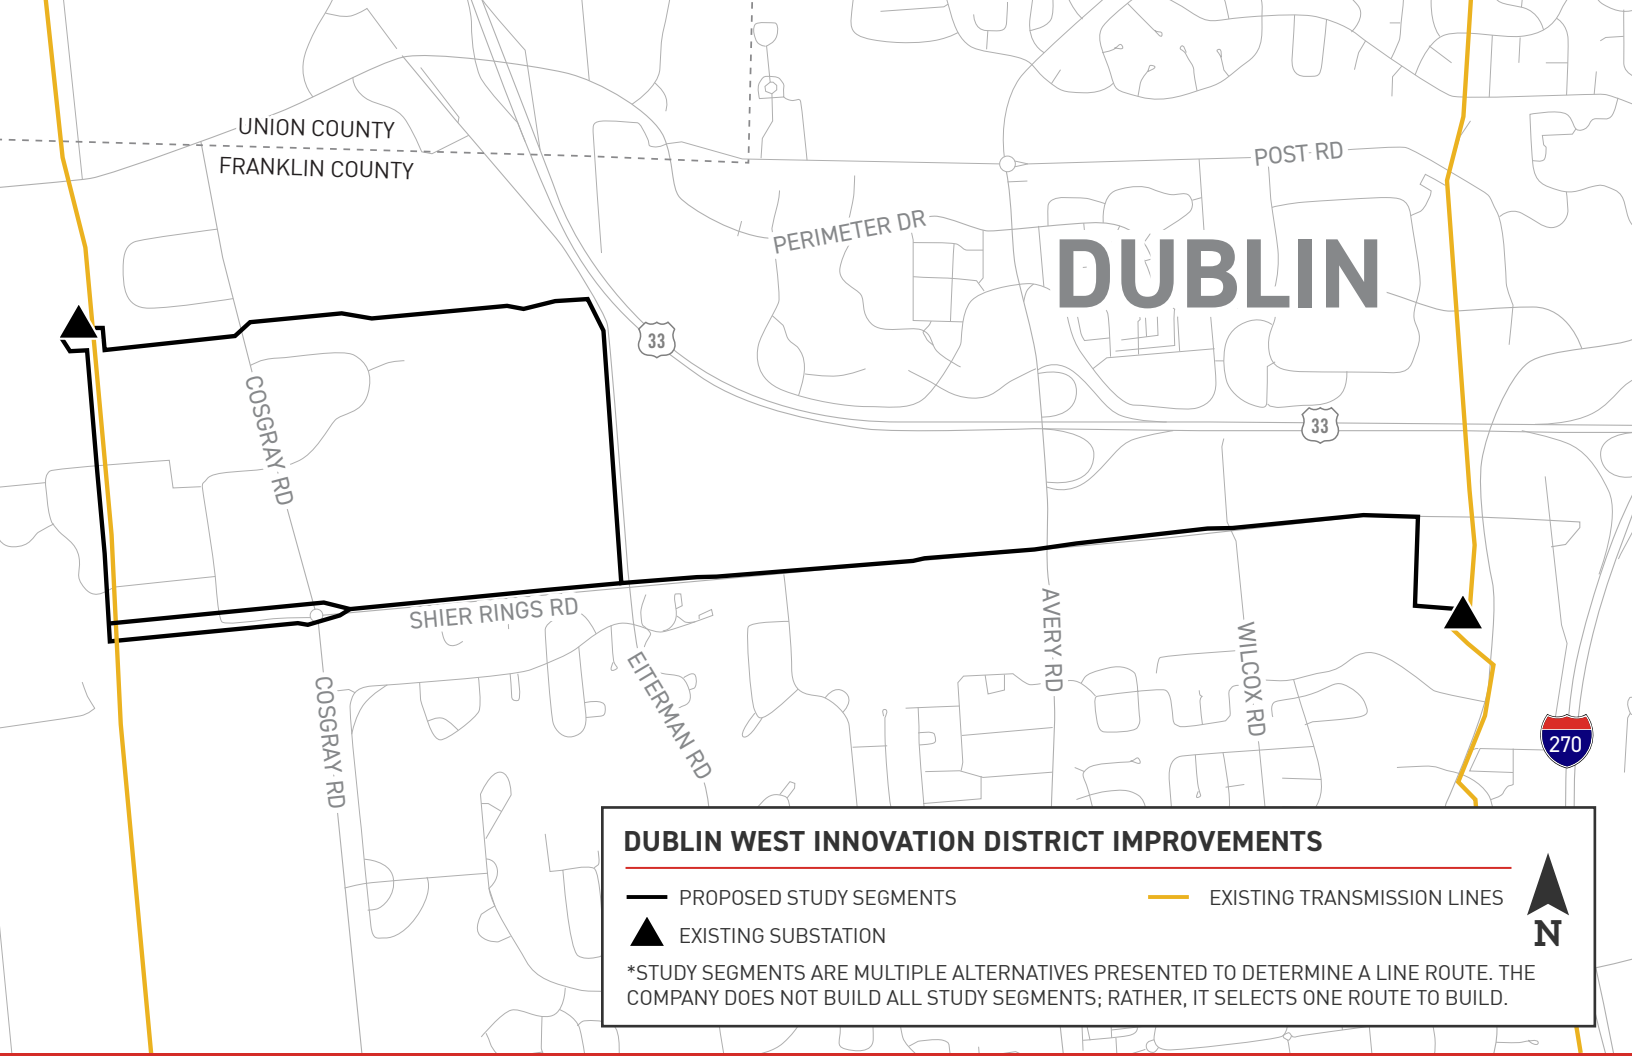 UNION COUNTY
FRANKLIN COUNTY
POST RD
PERIMETER DR
DUBLIN
33
33
COSGRAY RD
SHIER RINGS RD
EITERMAN RD
AVERY RD
WILCOX RD
COSGRAY RD
270
DUBLIN WEST INNOVATION DISTRICT IMPROVEMENTS
PROPOSED STUDY SEGMENTS
EXISTING TRANSMISSION LINES
EXISTING SUBSTATION
N
*STUDY SEGMENTS ARE MULTIPLE ALTERNATIVES PRESENTED TO DETERMINE A LINE ROUTE. THE
COMPANY DOES NOT BUILD ALL STUDY SEGMENTS; RATHER, IT SELECTS ONE ROUTE TO BUILD.